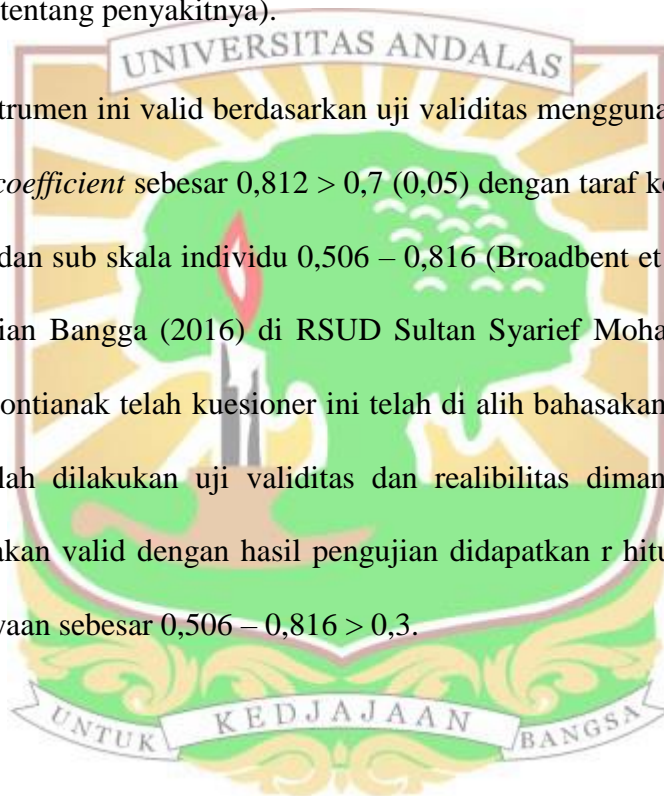 tentang penyakitnya).
UNIVERSITAS ANDALAS
trumen ini valid berdasarkan uji validitas mengguna
coefficient sebesar 0,812 > 0,7 (0,05) dengan taraf ke
dan sub skala individu 0,506 – 0,816 (Broadbent et
ian Bangga (2016) di RSUD Sultan Syarief Moha
ontianak telah kuesioner ini telah di alih bahasakan
lah dilakukan uji validitas dan realibilitas diman
akan valid dengan hasil pengujian didapatkan r hitu
yaan sebesar 0,506 – 0,816 > 0,3.
UNTUK KEDJAJAAN BANGSA